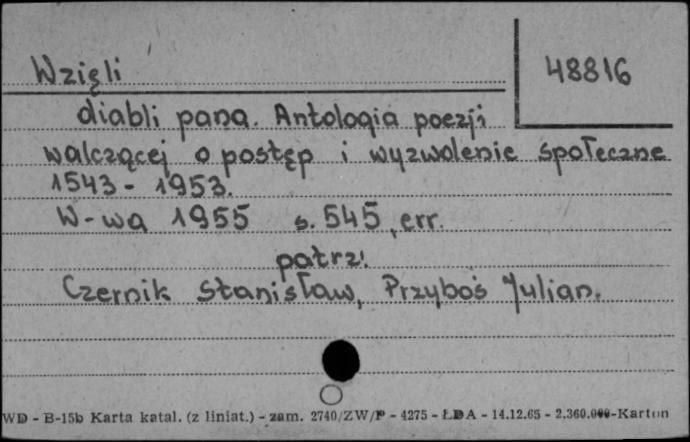 Wzięli
48816
diabli pana. Antologia poezji
walczącej o postęp i wyzwolenie społeczne
1543 - 1953.
W-wa 1955 s. 545, err.
patrz!
Czernik Stanisław, Przyboś Julian.
WD - B-15b Karta katal. (z liniat.) - zam. 2740/ZW/P - 4275 - ŁDA - 14.12.65 - 2.360.000-Karton